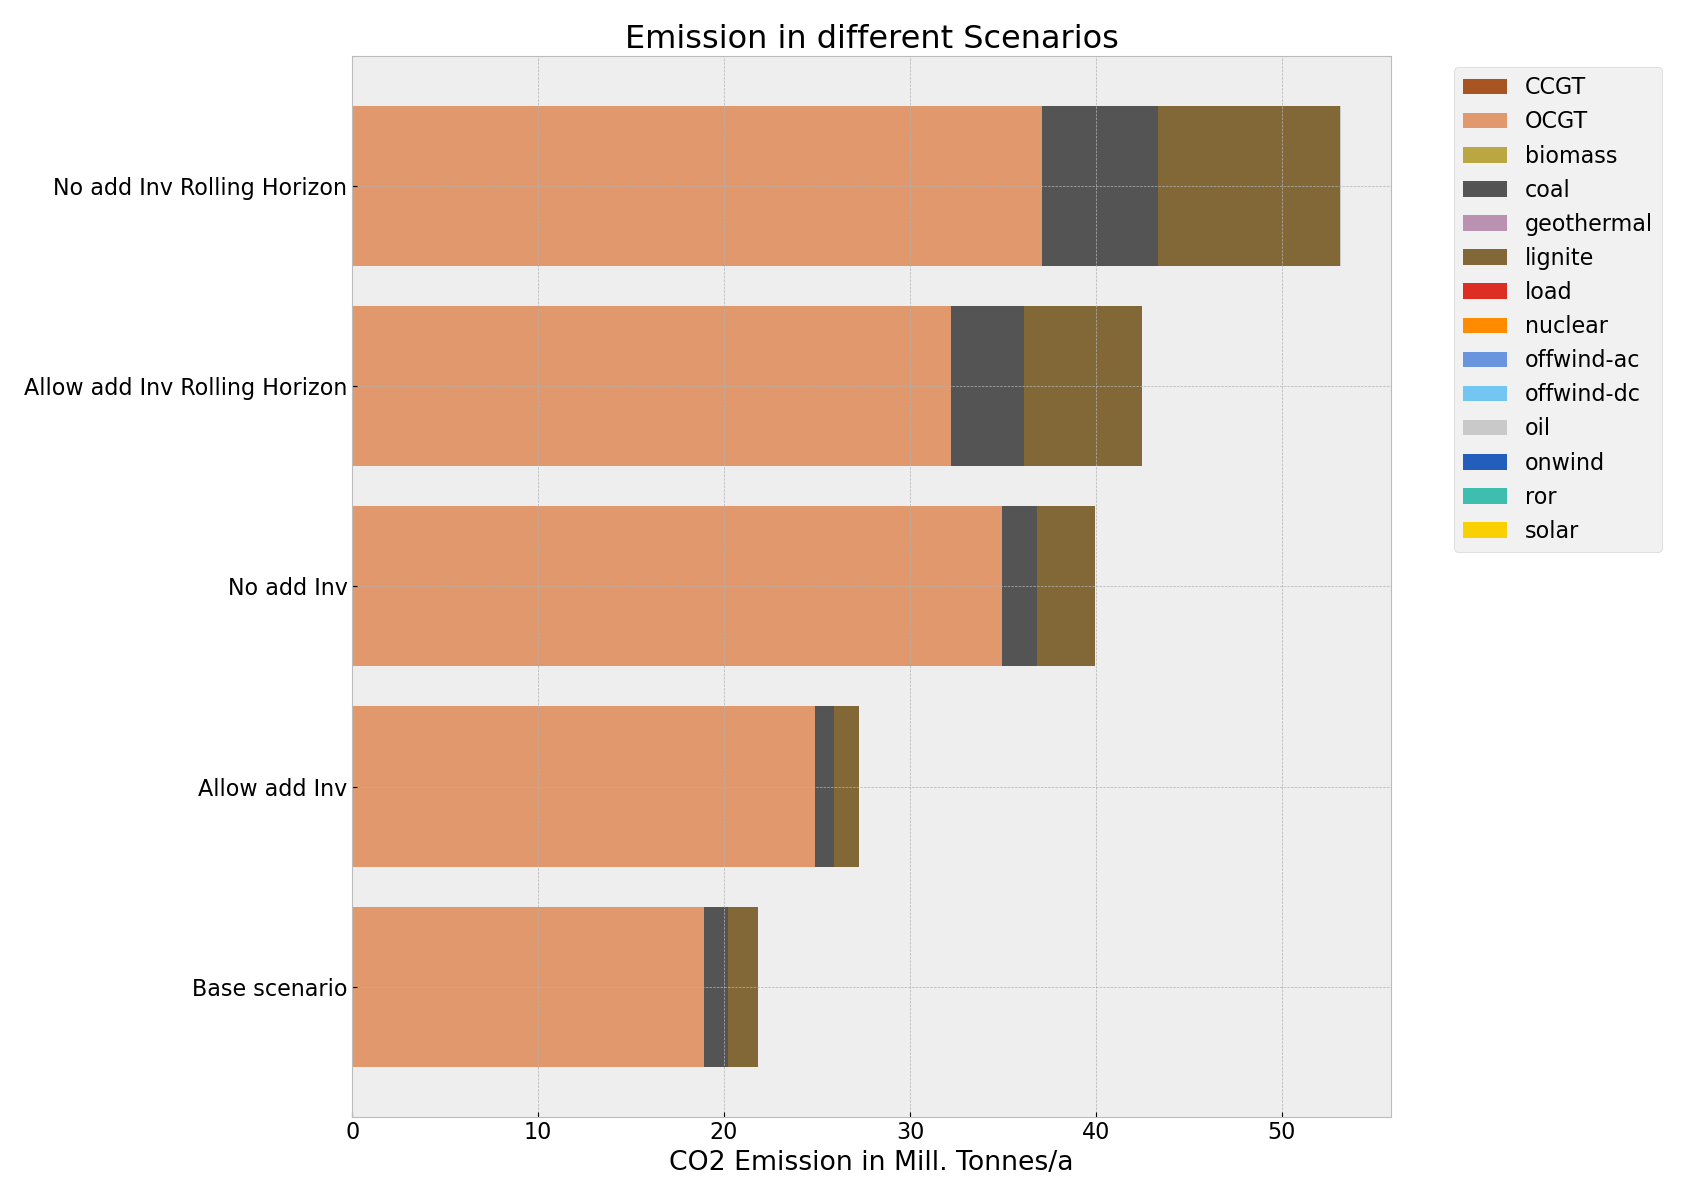 Emission in different Scenarios
No add Inv Rolling Horizon
Allow add Inv Rolling Horizon
No add Inv
Allow add Inv
Base scenario
0 10 20 30 40 50
CO2 Emission in Mill. Tonnes/a
CCGT
OCGT
biomass
coal
geothermal
lignite
load
nuclear
offwind-ac
offwind-dc
oil
onwind
ror
solar